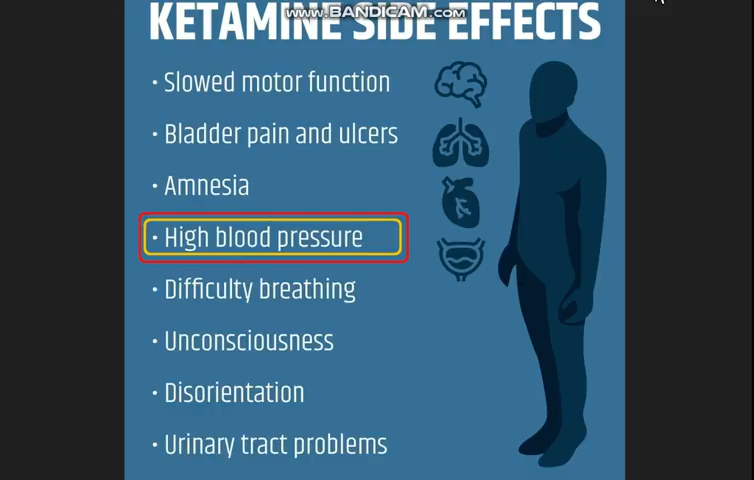 www.BANDICAM.com
KETAMINE SIDE EFFECTS
• Slowed motor function
• Bladder pain and ulcers
• Amnesia
• High blood pressure
• Difficulty breathing
• Unconsciousness
• Disorientation
• Urinary tract problems